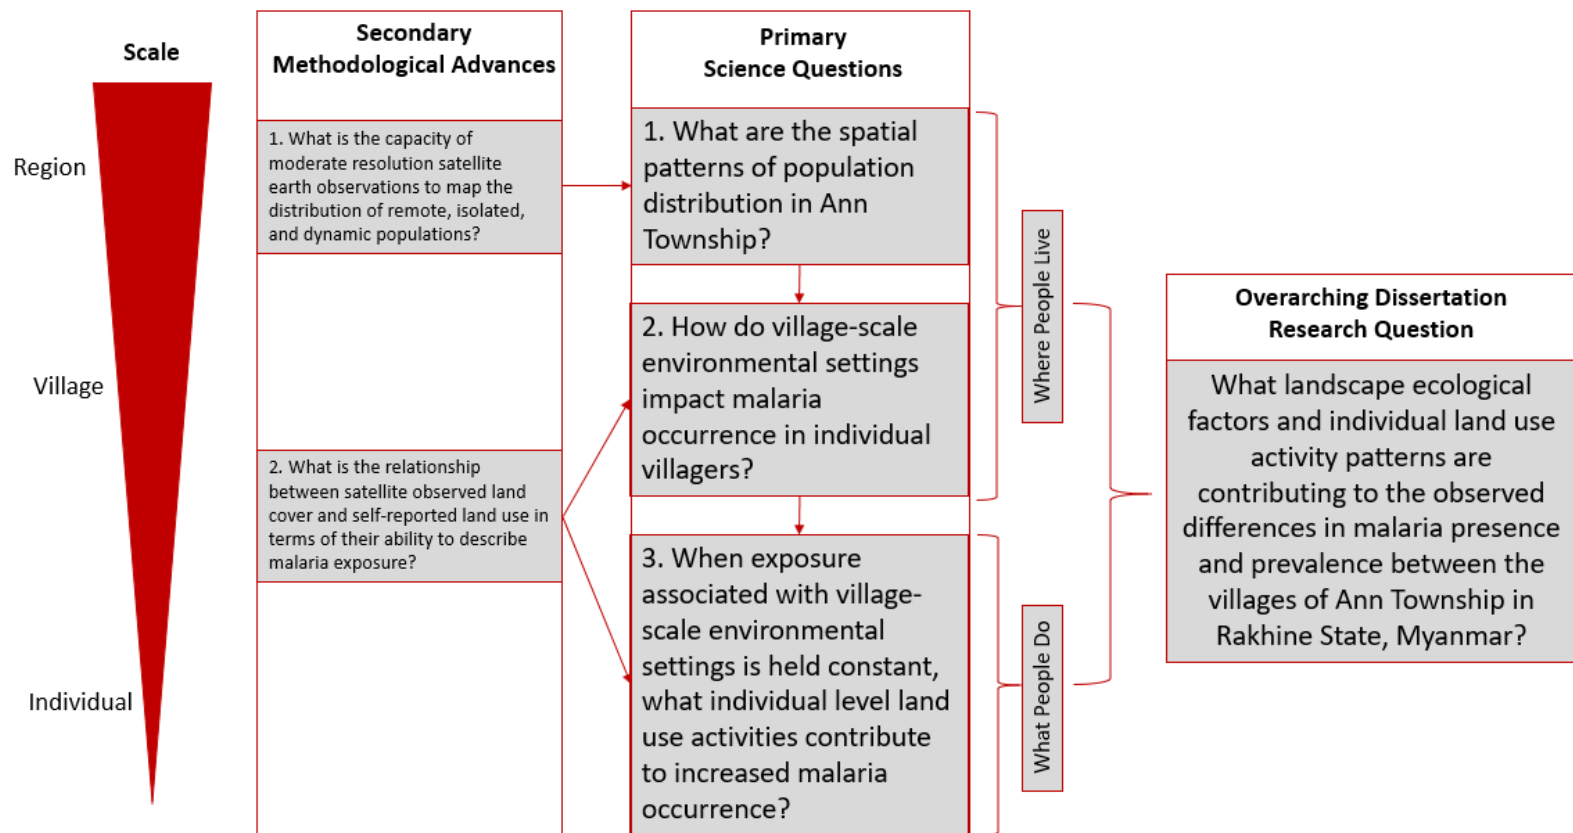 Scale
Region
Village
Individual
Secondary
Methodological Advances
1. What is the capacity of
moderate resolution satellite
earth observations to map the
distribution of remote, isolated,
and dynamic populations?
2. What is the relationship
between satellite observed land
cover and self-reported land use in
terms of their ability to describe
malaria exposure?
Primary
Science Questions
1. What are the spatial
patterns of population
distribution in Ann
Township?
2. How do village-scale
environmental settings
impact malaria
occurrence in individual
villagers?
3. When exposure
associated with village-
scale environmental
settings is held constant,
what individual level land
use activities contribute
to increased malaria
occurrence?
Where People Live
What People Do
Overarching Dissertation
Research Question
What landscape ecological
factors and individual land use
activity patterns are
contributing to the observed
differences in malaria presence
and prevalence between the
villages of Ann Township in
Rakhine State, Myanmar?